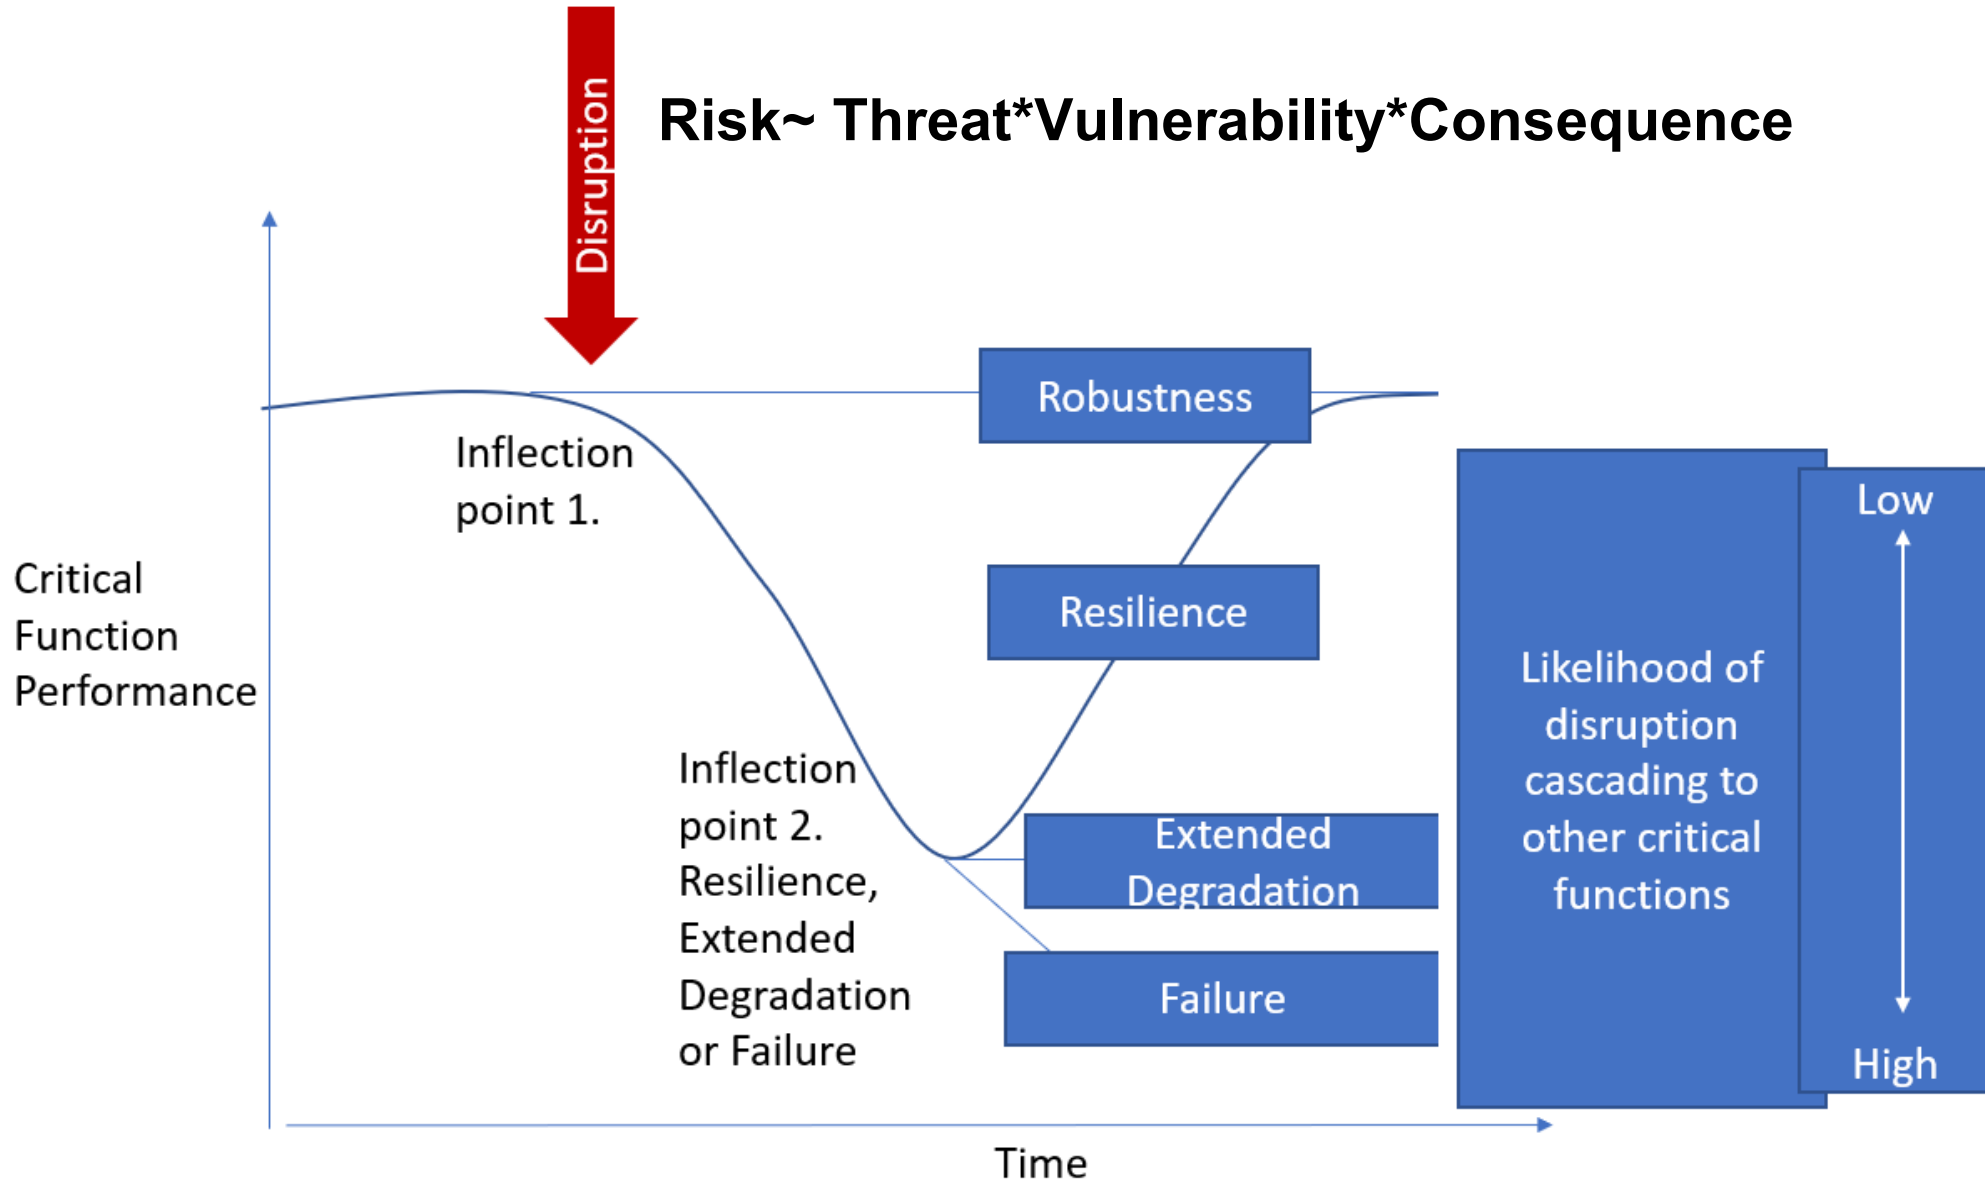 Disruption
Risk~ Threat*Vulnerability*Consequence
Robustness
Inflection
point 1.
Critical
Function
Performance
Resilience
Inflection
point 2.
Resilience,
Extended
Degradation
or Failure
Extended
Degradation
Failure
Likelihood of
disruption
cascading to
other critical
functions
Low
High
Time